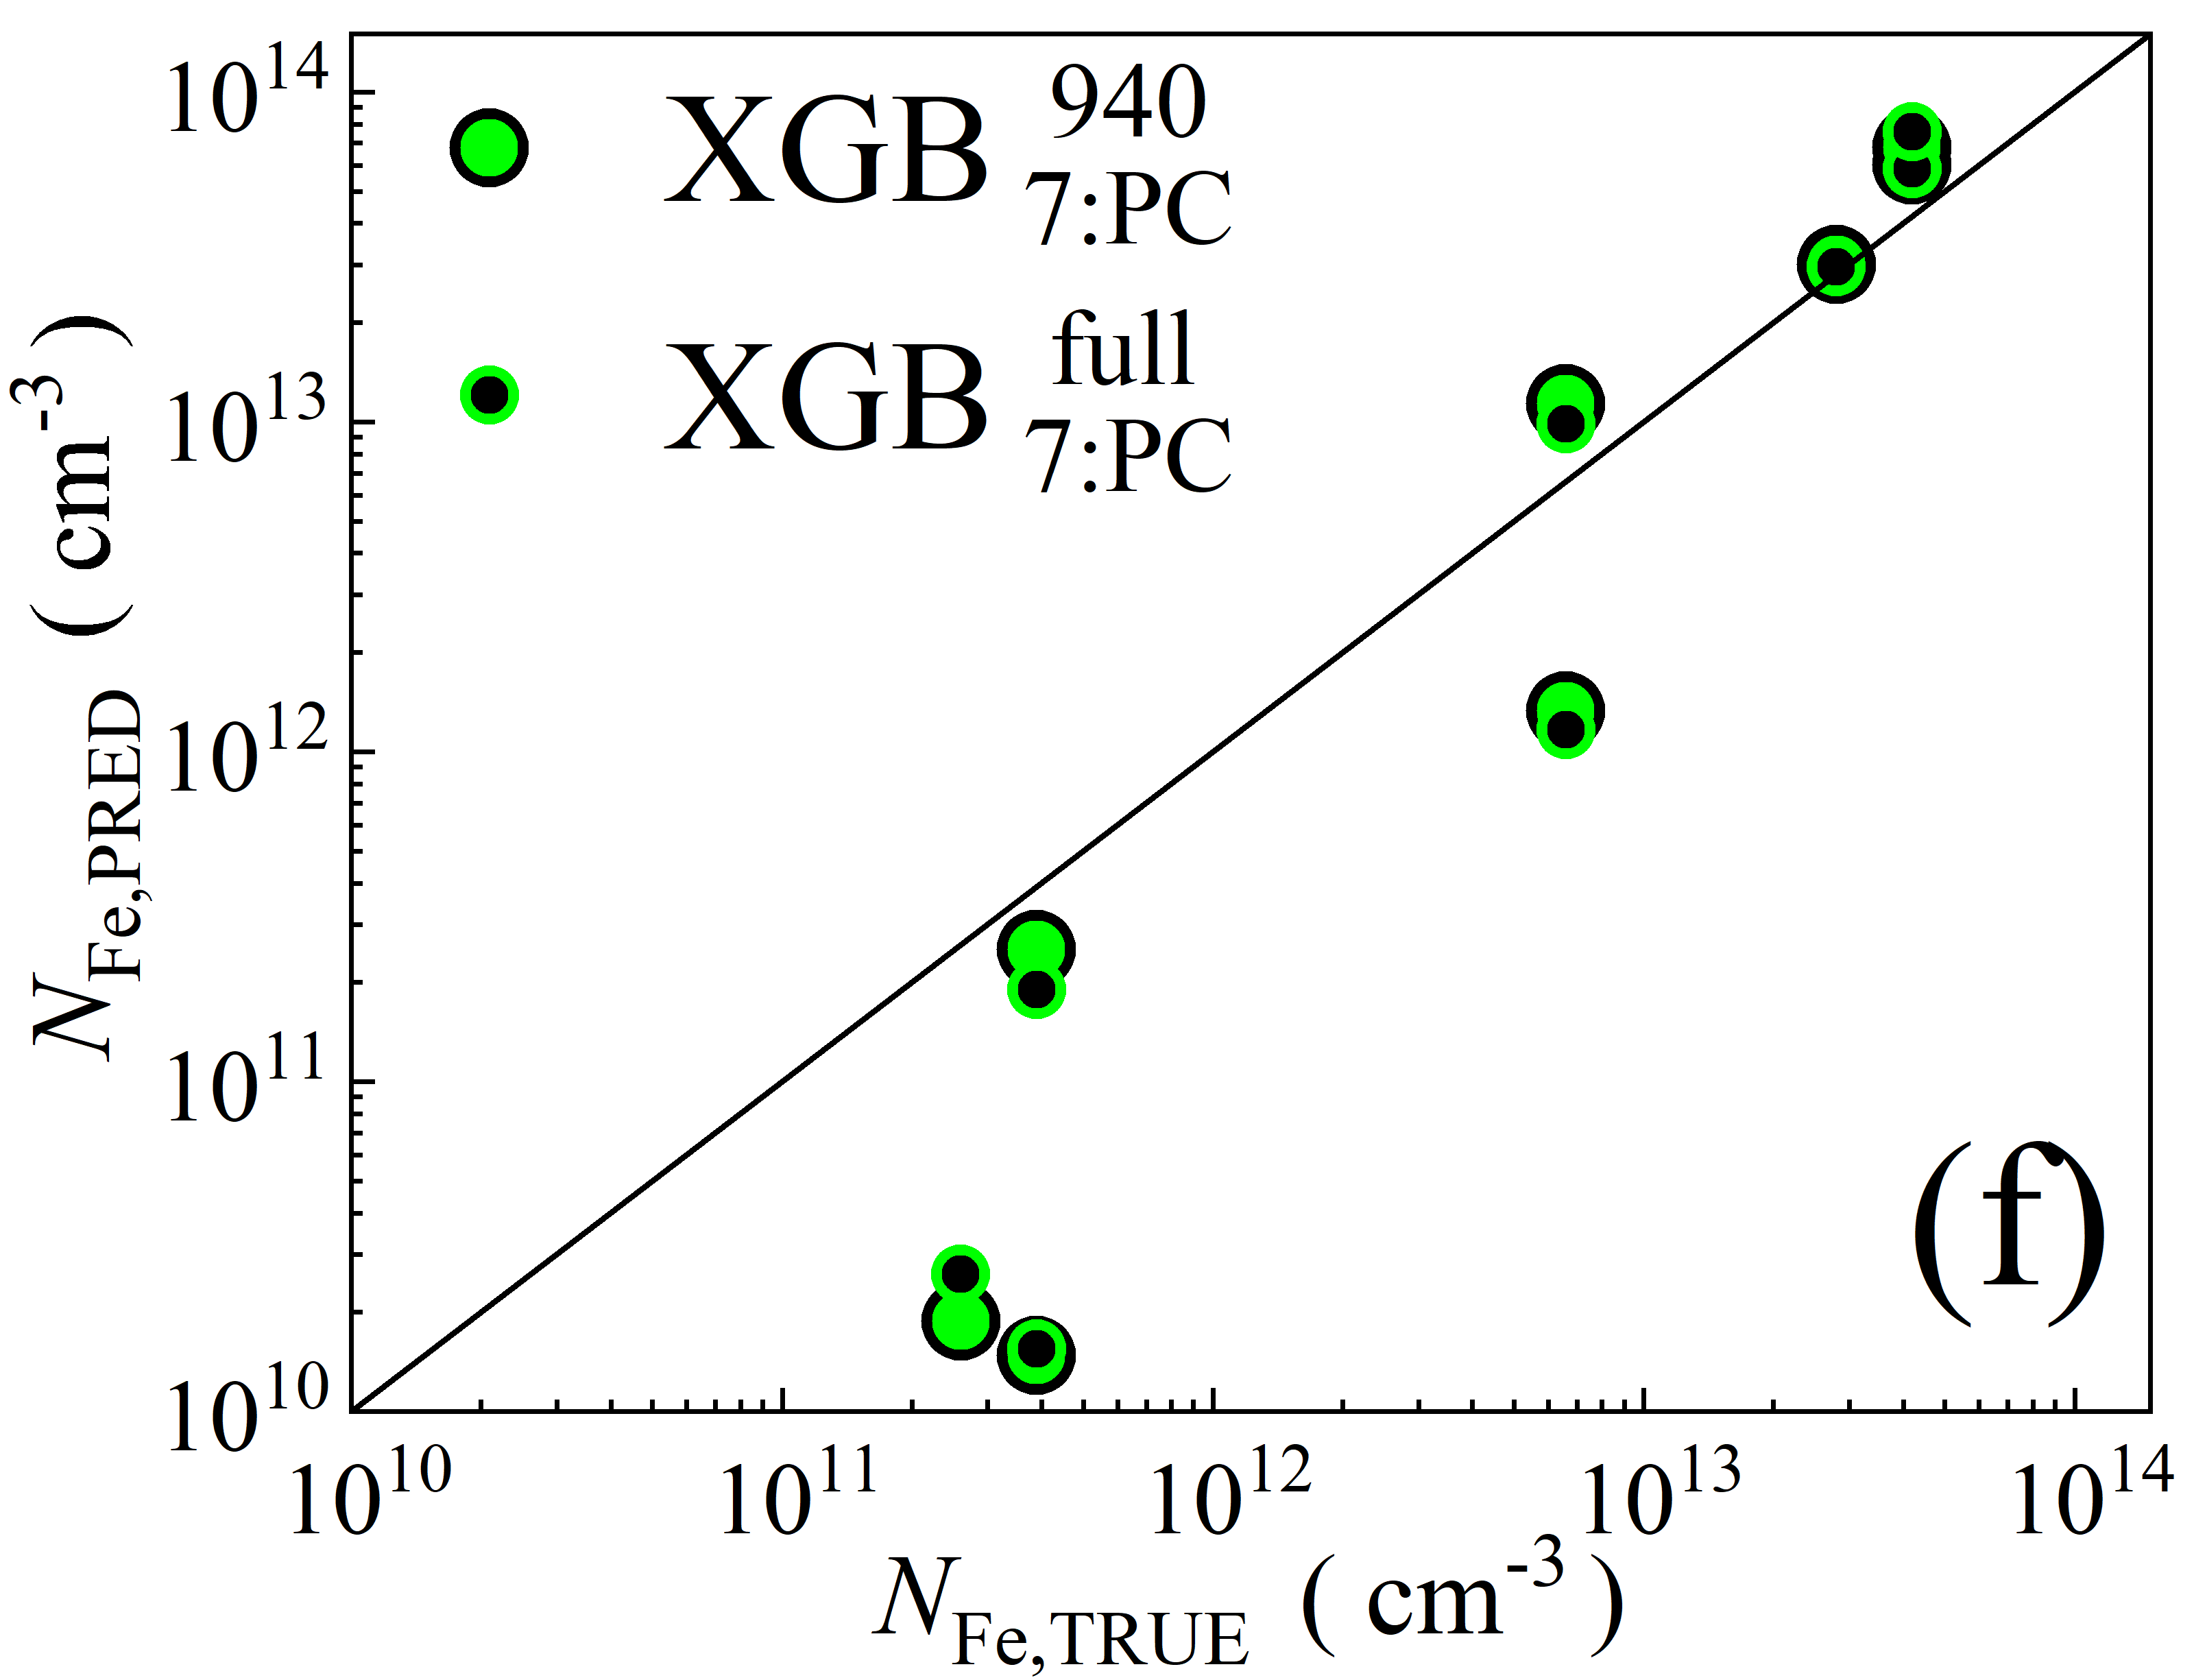 10^14
XGB 940 7:PC
10^13
XGB full 7:PC
10^12
10^11
10^10
N_Fe,PRED ( cm^-3 )
(f)
10^10 10^11 10^12 10^13 10^14
N_Fe,TRUE ( cm^-3 )